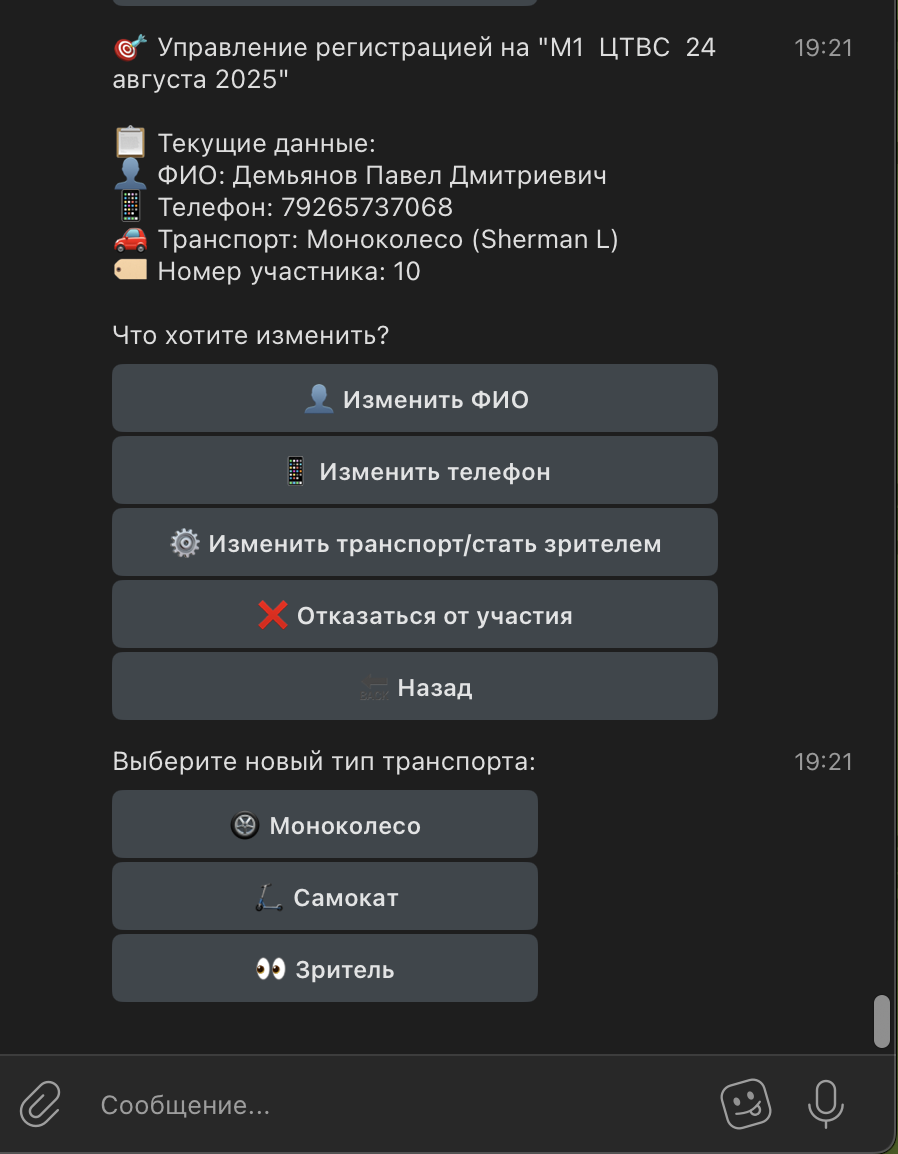 🎯 Управление регистрацией на "М1 ЦТВС 24
августа 2025"
19:21
📋 Текущие данные:
👤 ФИО: Демьянов Павел Дмитриевич
📱 Телефон: 79265737068
🚗 Транспорт: Моноколесо (Sherman L)
🏷️ Номер участника: 10
Что хотите изменить?
👤 Изменить ФИО
📱 Изменить телефон
⚙️ Изменить транспорт/стать зрителем
❌ Отказаться от участия
🔙 Назад
Выберите новый тип транспорта:
19:21
🛞 Моноколесо
🛴 Самокат
👀 Зритель
Сообщение...